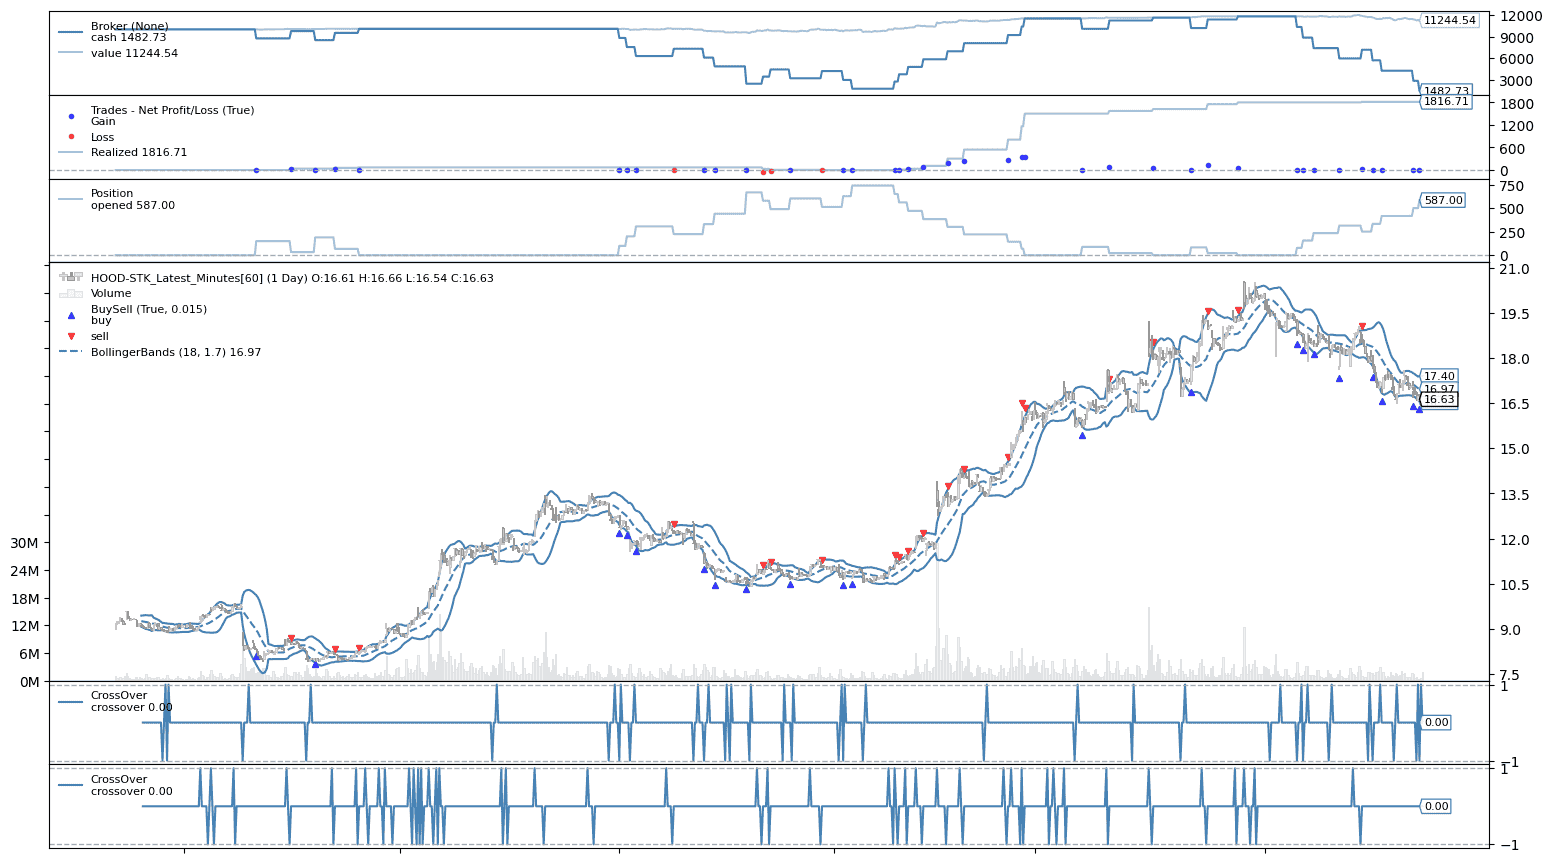 Broker (None)
cash 1482.73
value 11244.54
11244.54
1482.73
12000
9000
6000
3000
Trades - Net Profit/Loss (True)
Gain
Loss
Realized 1816.71
1816.71
1800
1200
600
0
Position
opened 587.00
587.00
750
500
250
0
HOOD-STK_Latest_Minutes[60] (1 Day) O:16.61 H:16.66 L:16.54 C:16.63
Volume
BuySell (True, 0.015)
buy
sell
BollingerBands (18, 1.7) 16.97
17.40
16.97
16.63
21.0
19.5
18.0
16.5
15.0
13.5
12.0
10.5
9.0
7.5
30M
24M
18M
12M
6M
0M
CrossOver
crossover 0.00
0.00
1
−1
CrossOver
crossover 0.00
0.00
1
−1